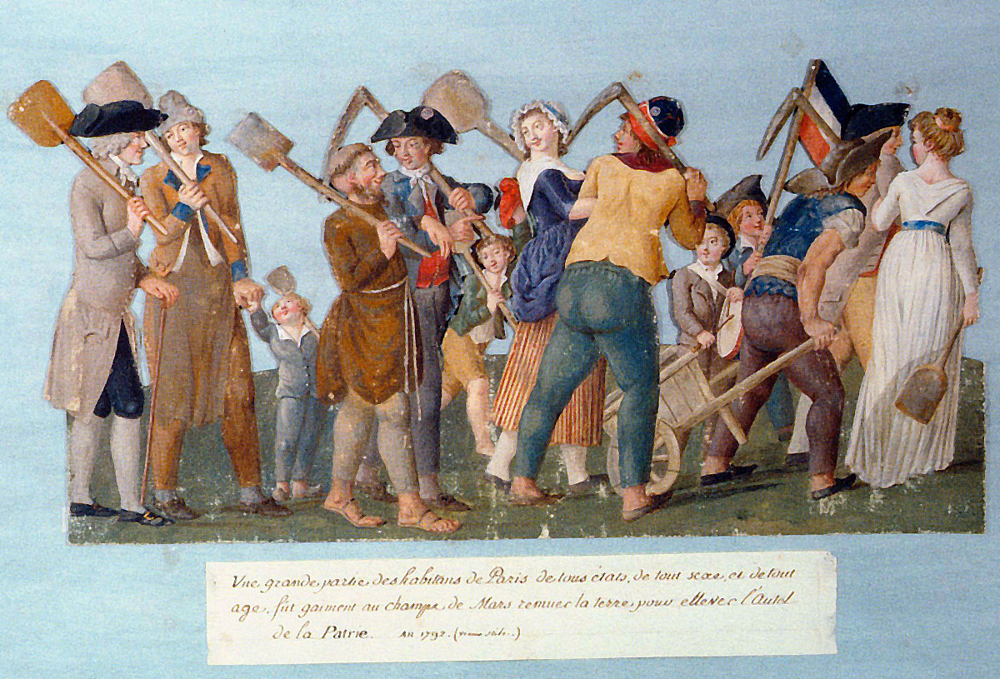 Vne grande partie des habitans de Paris de tous états, de tout sexe, et de tout
age, fut gaiment au champs de Mars remuer la terre pour ellever l'Autel
de la Patrie. An 1792.